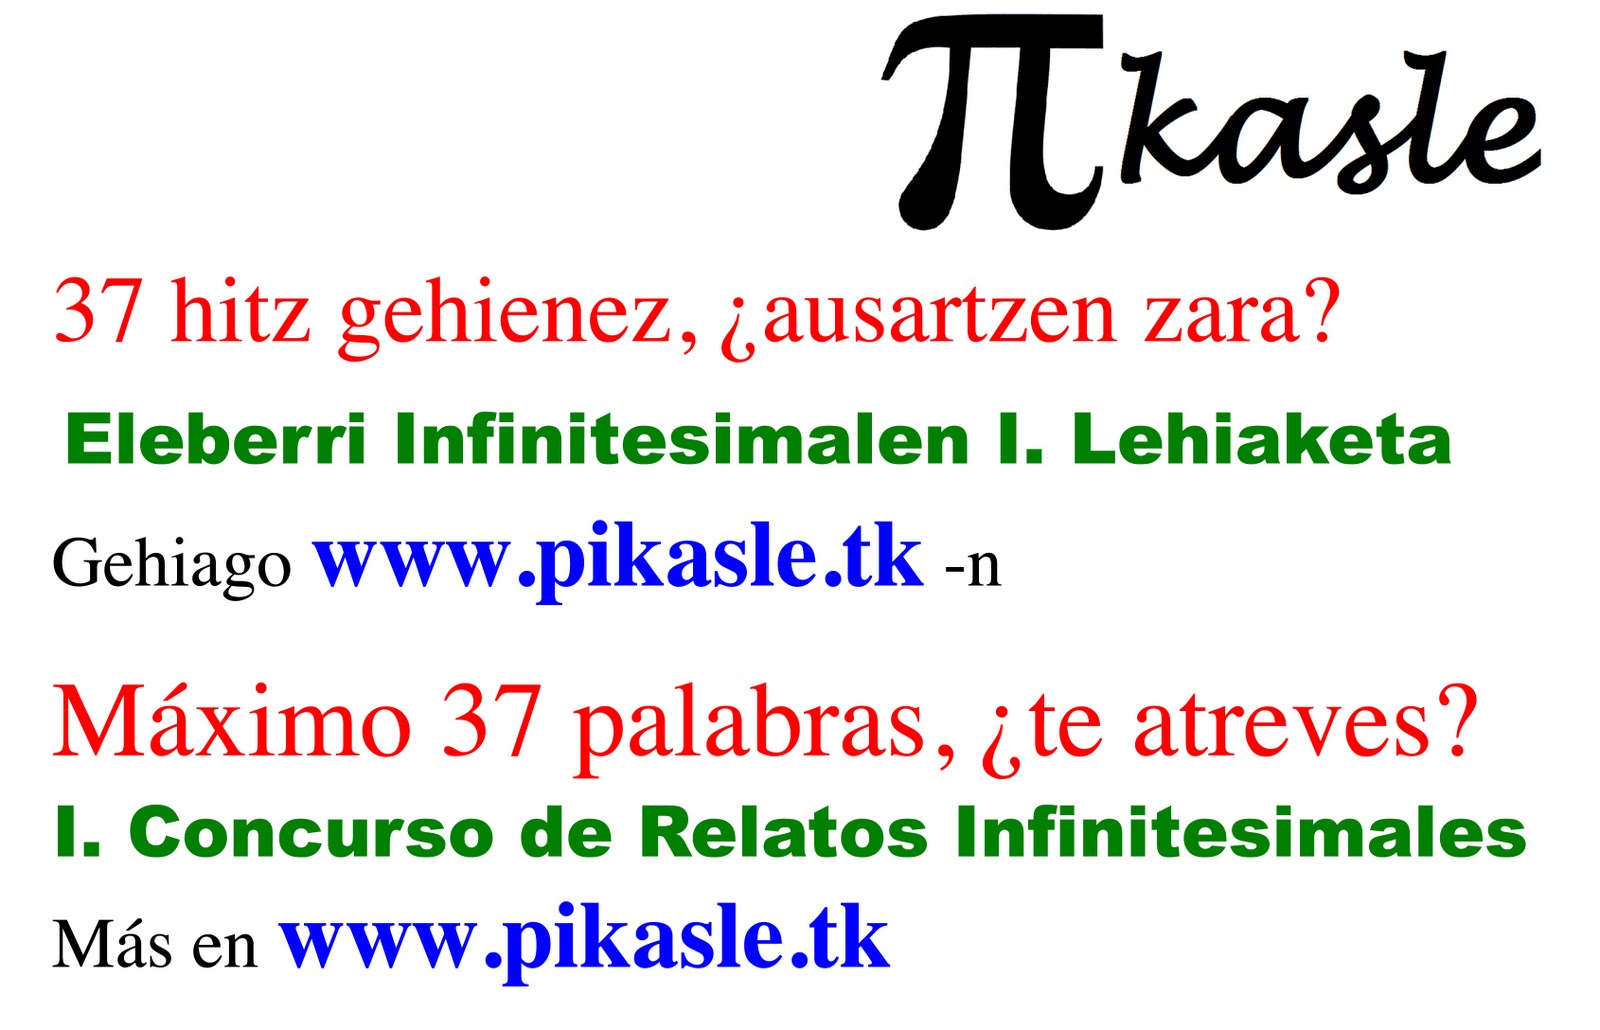 πkasle
37 hitz gehienez, ¿ausartzen zara?
Eleberri Infinitesimalen I. Lehiaketa
Gehiago www.pikasle.tk -n
Máximo 37 palabras, ¿te atreves?
I. Concurso de Relatos Infinitesimales
Más en www.pikasle.tk